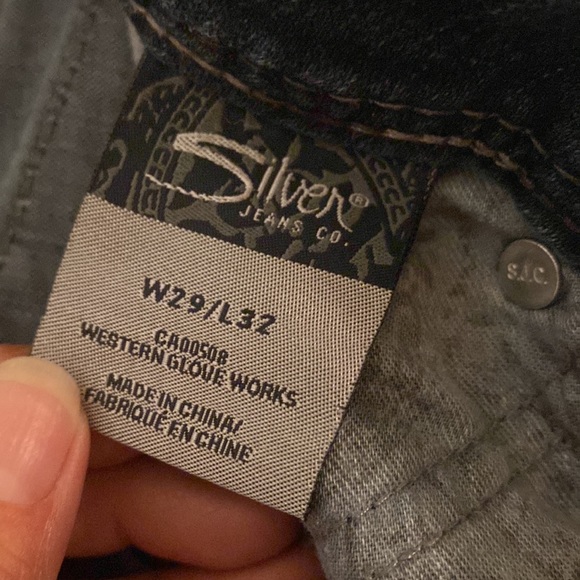 Silver®
JEANS CO.
W29/L32
CA00508
WESTERN GLOVE WORKS
MADE IN CHINA/
FABRIQUÉ EN CHINE
s.j.c.